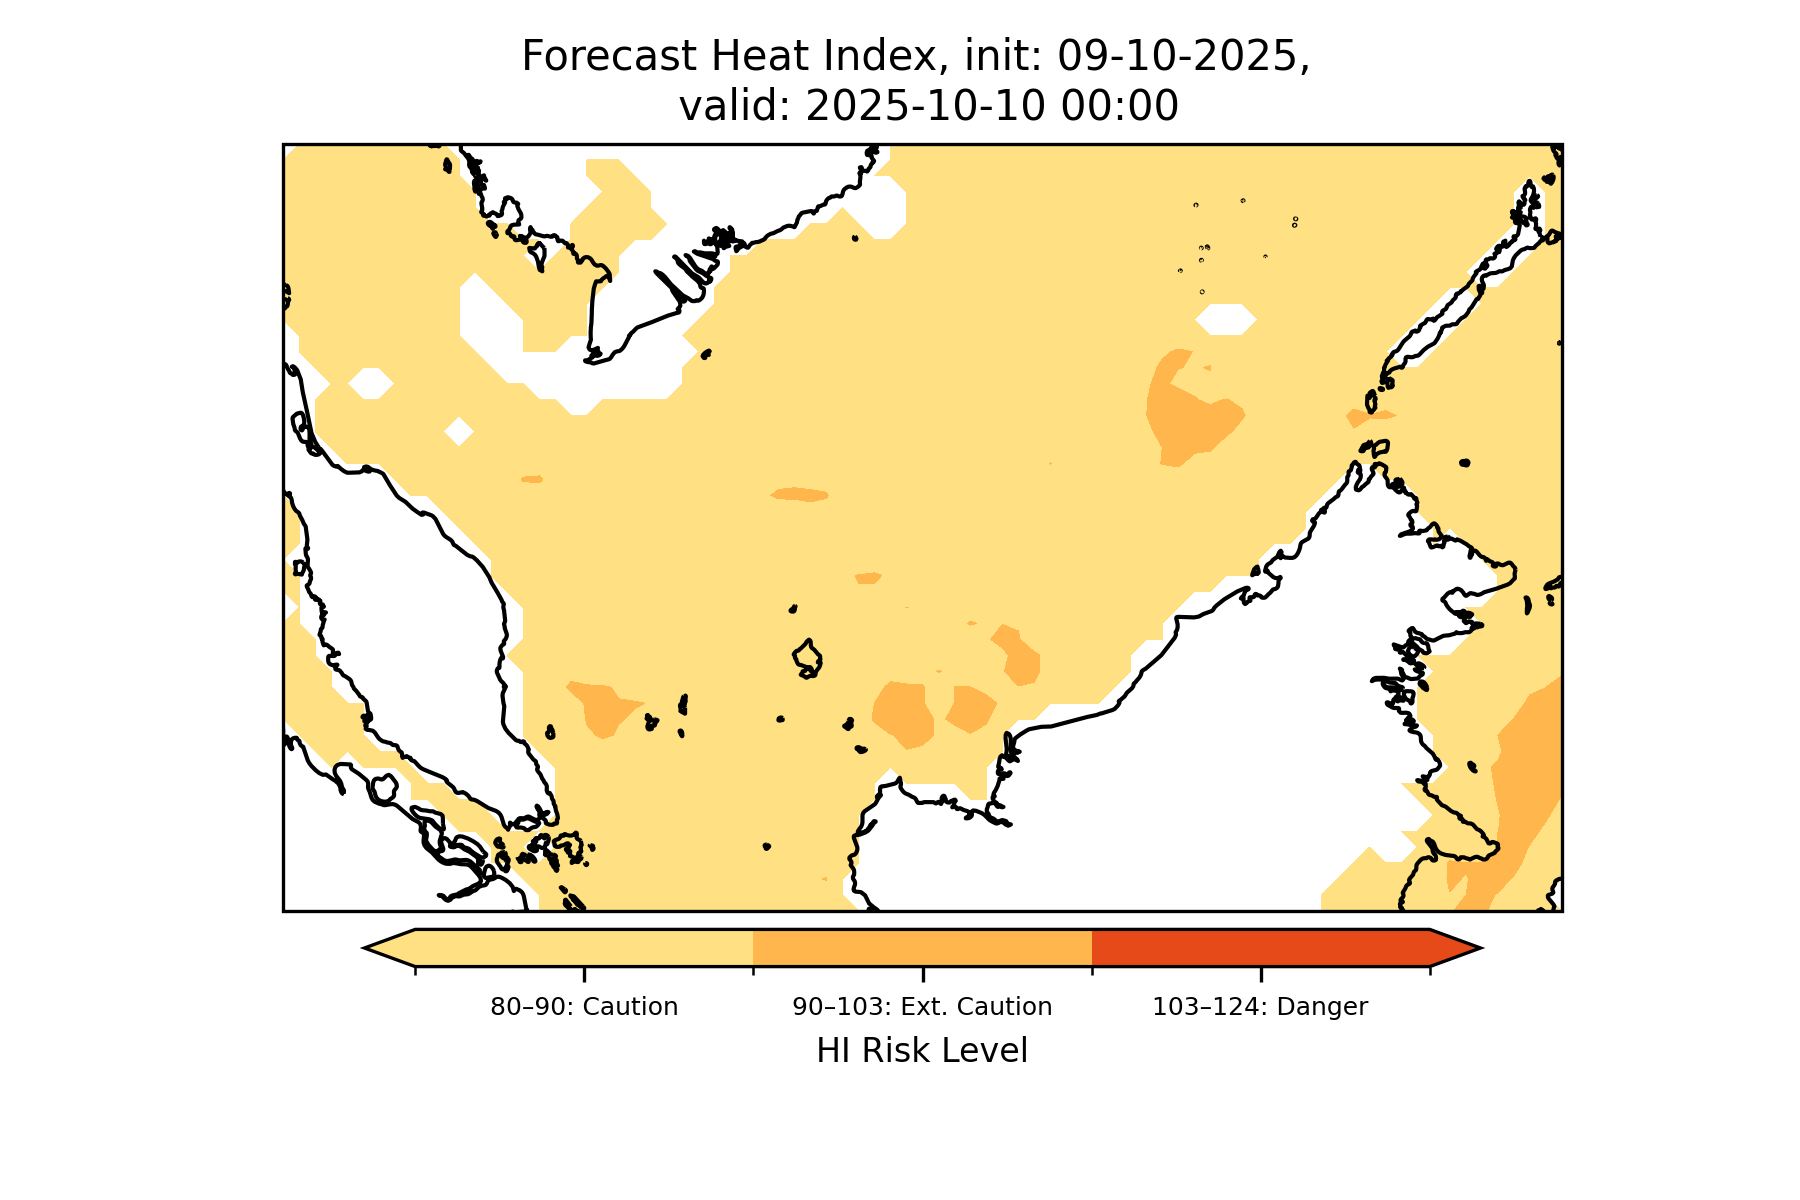 Forecast Heat Index, init: 09-10-2025,
valid: 2025-10-10 00:00
80–90: Caution
90–103: Ext. Caution
103–124: Danger
HI Risk Level